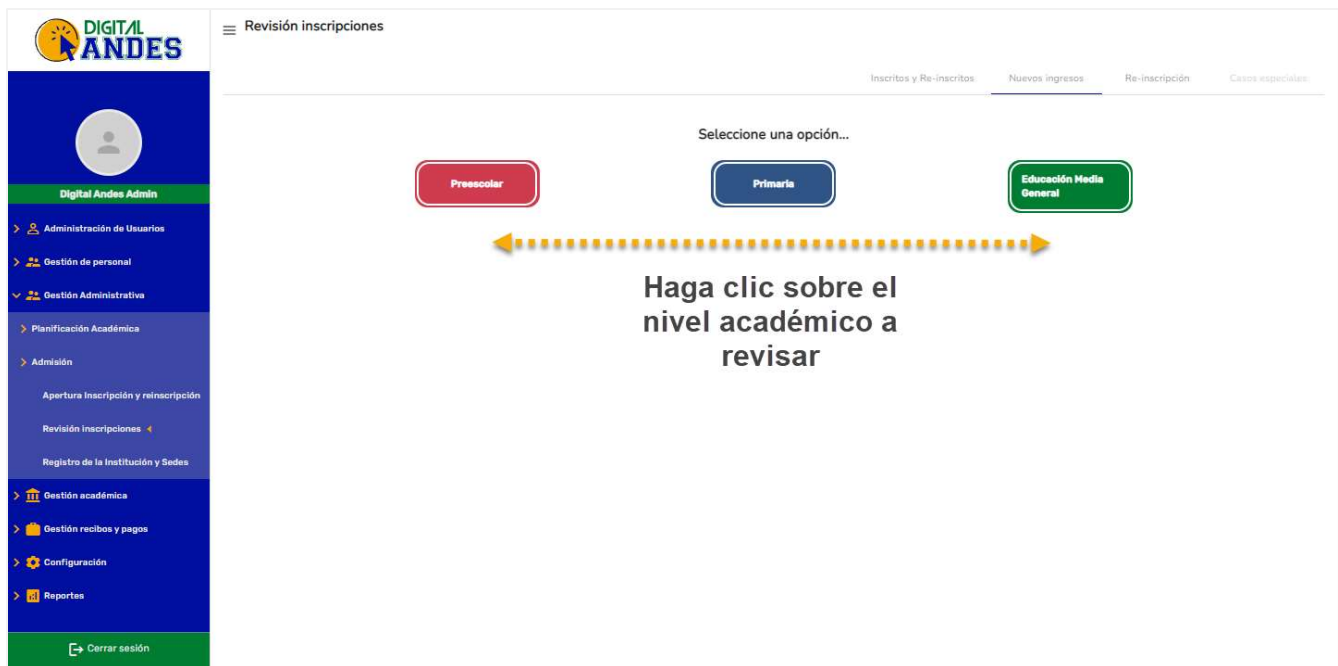 DIGITAL
ANDES
Revisión inscripciones
Inscritos y Re-inscritos
Nuevos ingresos
Re-inscripción
Casos especiales
Seleccione una opción...
Preescolar
Primaria
Educación Media
General
Haga clic sobre el
nivel académico a
revisar
Digital Andes Admin
Administración de Usuarios
Gestión de personal
Gestión Administrativa
Planificación Académica
Admisión
Apertura Inscripción y reinscripción
Revisión inscripciones
Registro de la Institución y Sedes
Gestión académica
Gestión recibos y pagos
Configuración
Reportes
Cerrar sesión